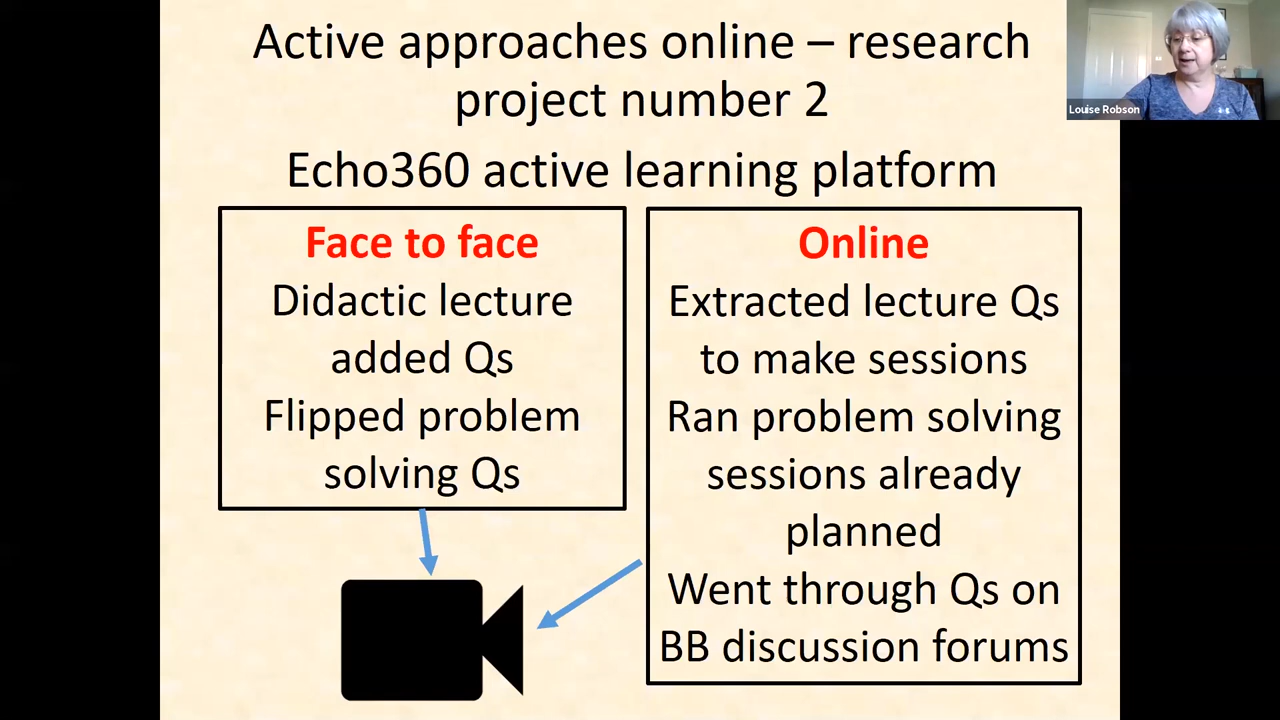 Active approaches online – research
project number 2
Echo360 active learning platform
Face to face
Didactic lecture
added Qs
Flipped problem
solving Qs
Online
Extracted lecture Qs
to make sessions
Ran problem solving
sessions already
planned
Went through Qs on
BB discussion forums
Louise Robson